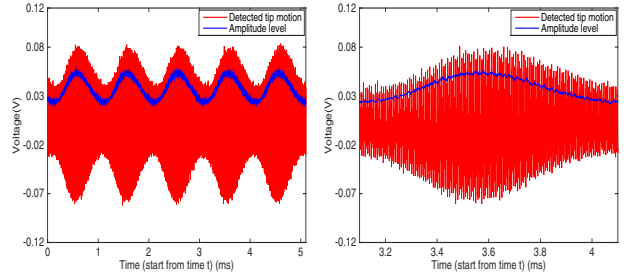 Detected tip motion
Amplitude level
0.12
0.08
0.03
-0.02
-0.07
-0.12
Voltage(V)
0 1 2 3 4 5
Time (start from time t) (ms)
Detected tip motion
Amplitude level
0.12
0.08
0.03
-0.02
-0.07
-0.12
Voltage(V)
3.2 3.4 3.6 3.8 4
Time (start from time t) (ms)